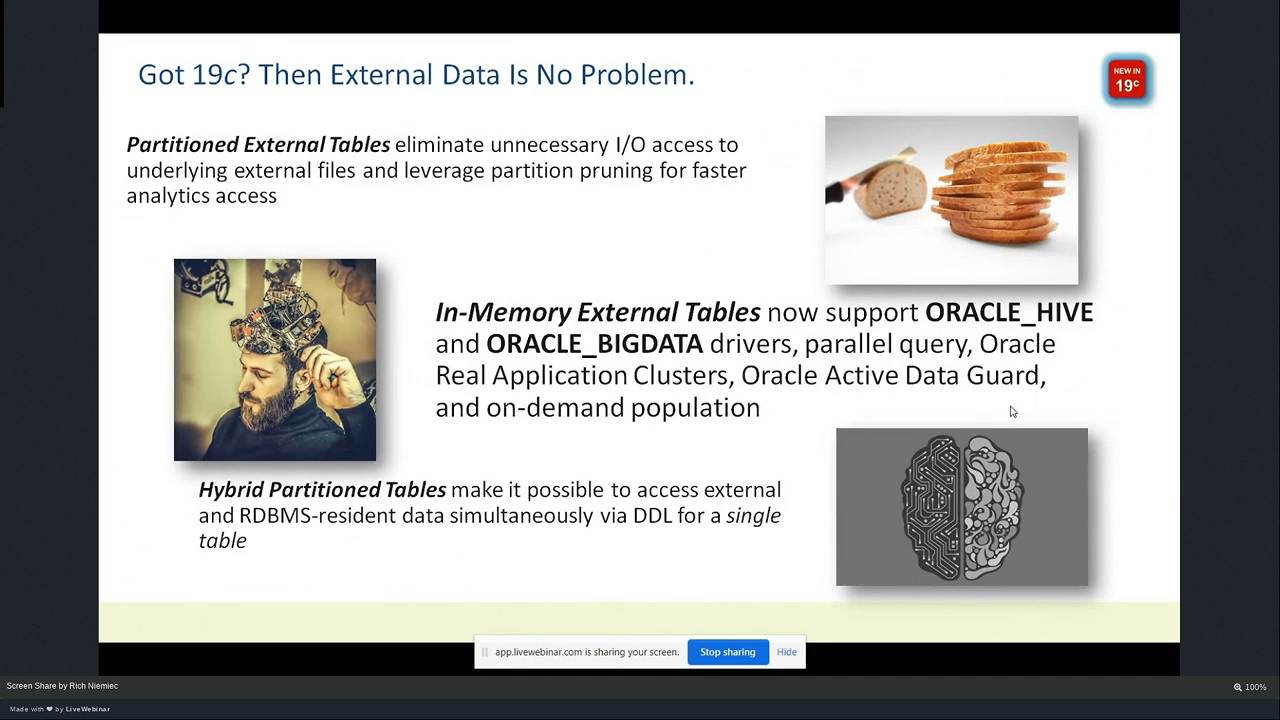 Got 19c? Then External Data Is No Problem.
NEW IN
19c
Partitioned External Tables eliminate unnecessary I/O access to
underlying external files and leverage partition pruning for faster
analytics access
In-Memory External Tables now support ORACLE_HIVE
and ORACLE_BIGDATA drivers, parallel query, Oracle
Real Application Clusters, Oracle Active Data Guard,
and on-demand population
Hybrid Partitioned Tables make it possible to access external
and RDBMS-resident data simultaneously via DDL for a single
table
app.livewebinar.com is sharing your screen. Stop sharing Hide
Screen Share by Rich Niemiec
100%
Made with ❤ by LiveWebinar